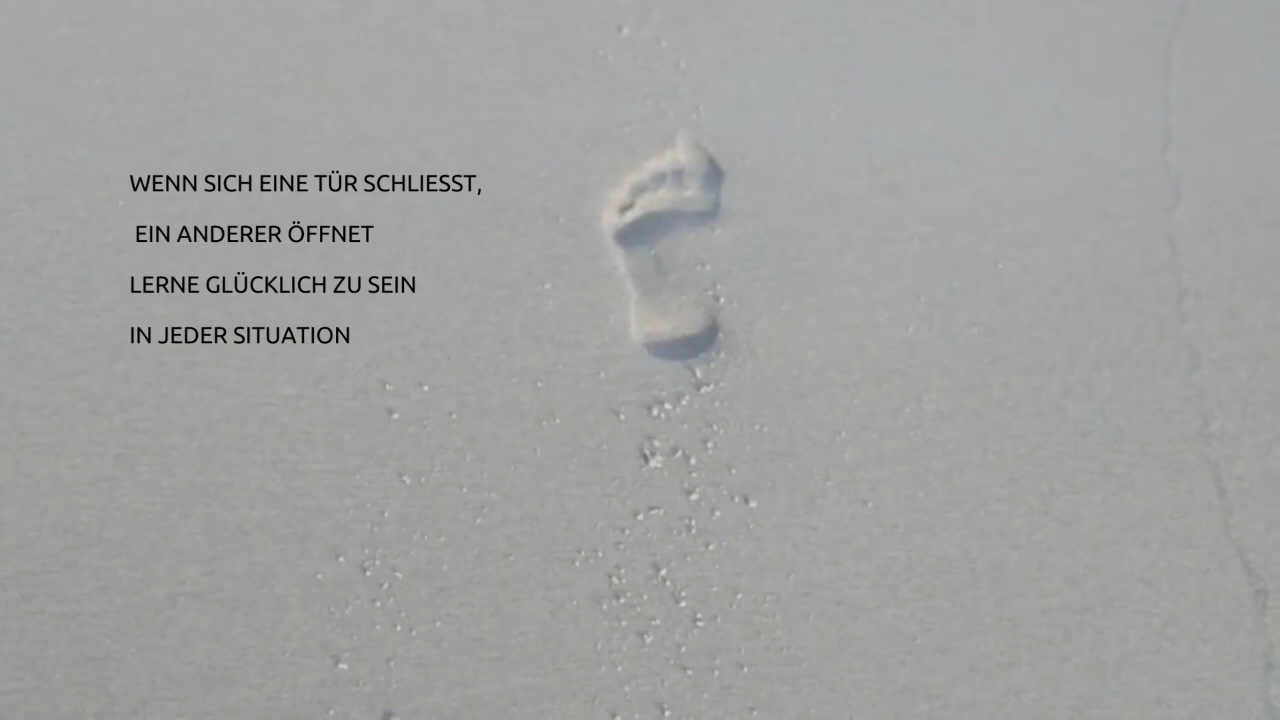 WENN SICH EINE TÜR SCHLIESST,
EIN ANDERER ÖFFNET
LERNE GLÜCKLICH ZU SEIN
IN JEDER SITUATION